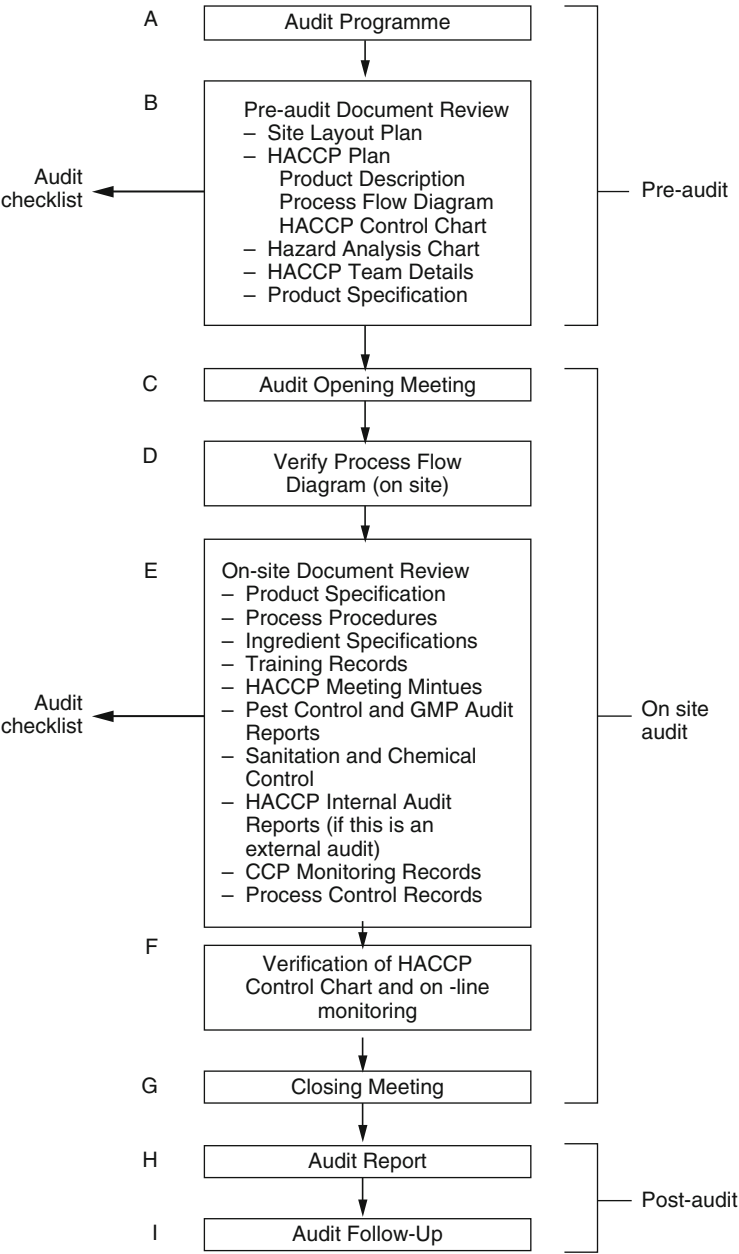 A
Audit Programme
B
Pre-audit Document Review
– Site Layout Plan
– HACCP Plan
Product Description
Process Flow Diagram
HACCP Control Chart
– Hazard Analysis Chart
– HACCP Team Details
– Product Specification
Audit
checklist
Pre-audit
C
Audit Opening Meeting
D
Verify Process Flow
Diagram (on site)
E
On-site Document Review
– Product Specification
– Process Procedures
– Ingredient Specifications
– Training Records
– HACCP Meeting Mintues
– Pest Control and GMP Audit
Reports
– Sanitation and Chemical
Control
– HACCP Internal Audit
Reports (if this is an
external audit)
– CCP Monitoring Records
– Process Control Records
Audit
checklist
On site
audit
F
Verification of HACCP
Control Chart and on -line
monitoring
G
Closing Meeting
H
Audit Report
Post-audit
I
Audit Follow-Up